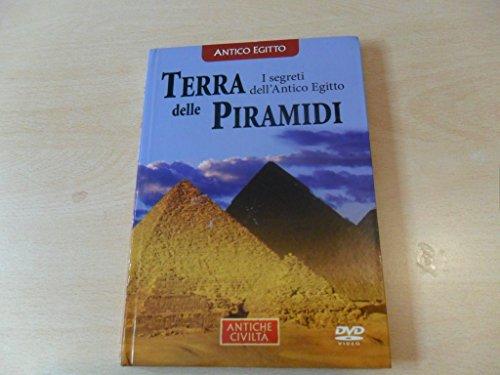 ANTICO EGITTO
TERRA
I segreti
dell'Antico Egitto
delle PIRAMIDI
ANTICHE
CIVILTÀ
DVD
VIDEO